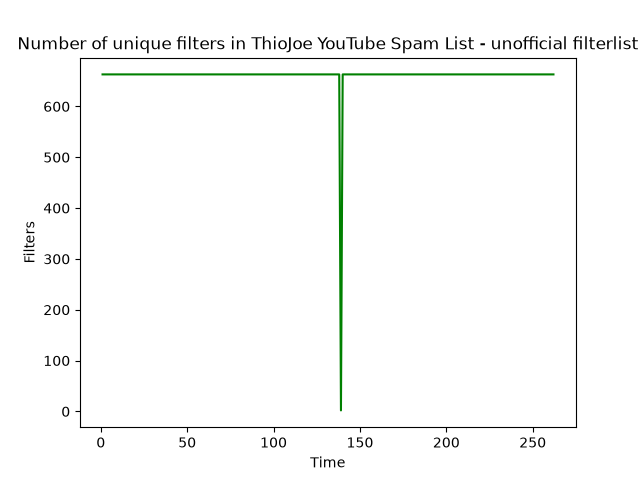 Number of unique filters in ThioJoe YouTube Spam List - unofficial filterlist
600
500
400
300
200
100
0
Filters
0 50 100 150 200 250
Time